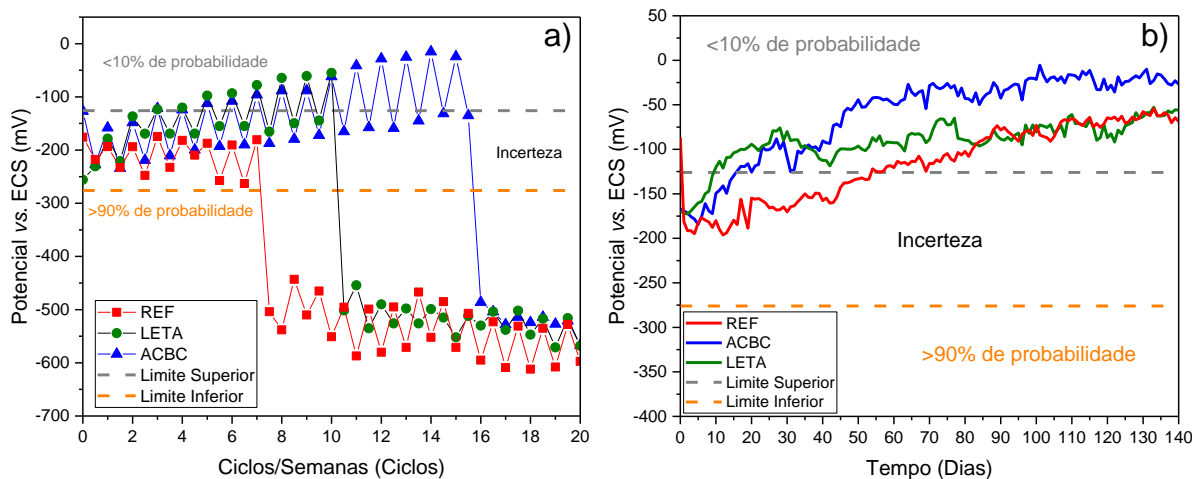 a)
<10% de probabilidade
Incerteza
>90% de probabilidade
REF
LETA
ACBC
Limite Superior
Limite Inferior
0
-100
-200
-300
-400
-500
-600
-700
Potencial vs. ECS (mV)
0 2 4 6 8 10 12 14 16 18 20
Ciclos/Semanas (Ciclos)
b)
<10% de probabilidade
Incerteza
>90% de probabilidade
REF
ACBC
LETA
Limite Superior
Limite Inferior
50
0
-50
-100
-150
-200
-250
-300
-350
-400
Potencial vs. ECS (mV)
0 10 20 30 40 50 60 70 80 90 100 110 120 130 140
Tempo (Dias)